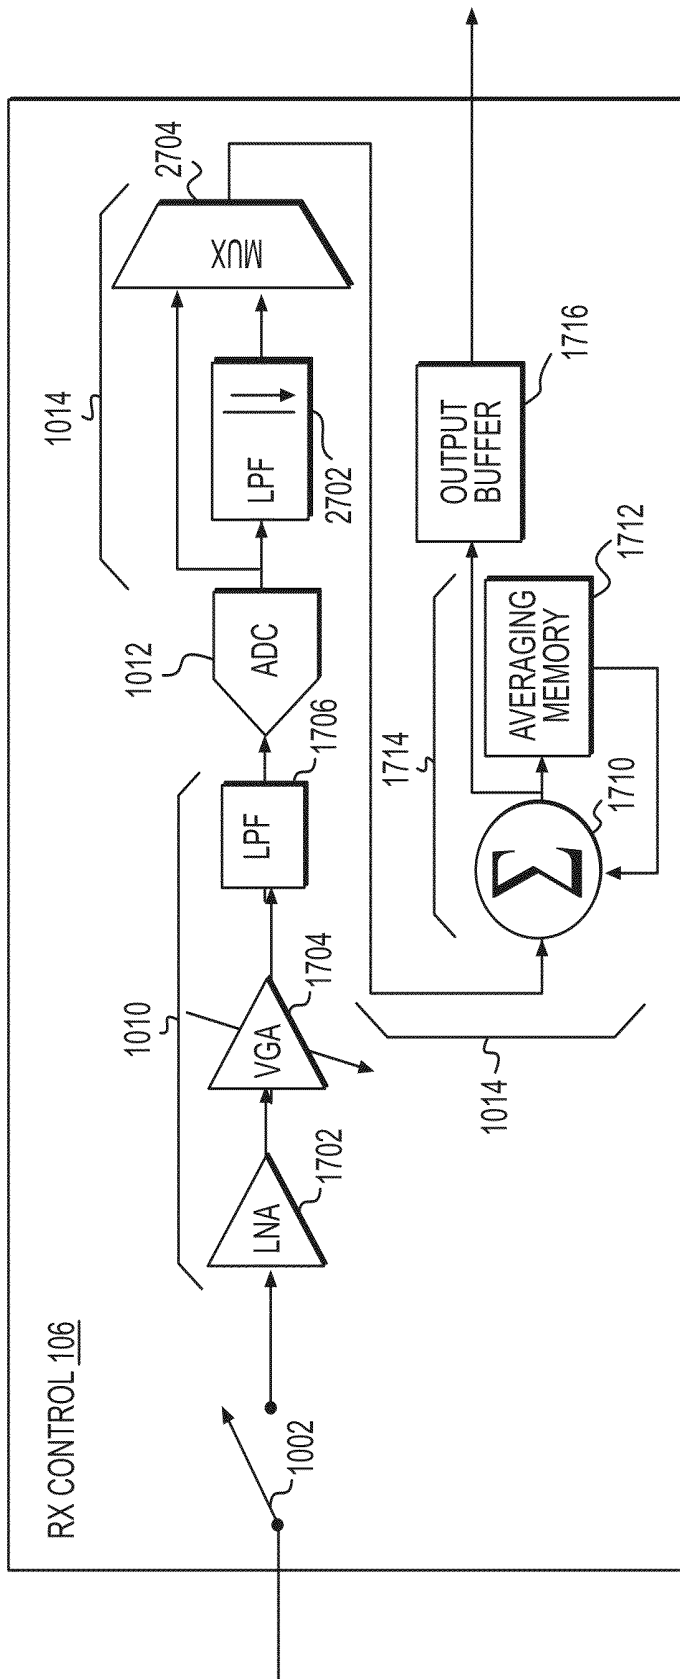 RX CONTROL 106
1002
1010
LNA
1702
VGA
1704
LPF
1706
1012
ADC
1014
LPF
2702
MUX
2704
1014
1714
Σ
1710
AVERAGING
MEMORY
1712
OUTPUT
BUFFER
1716